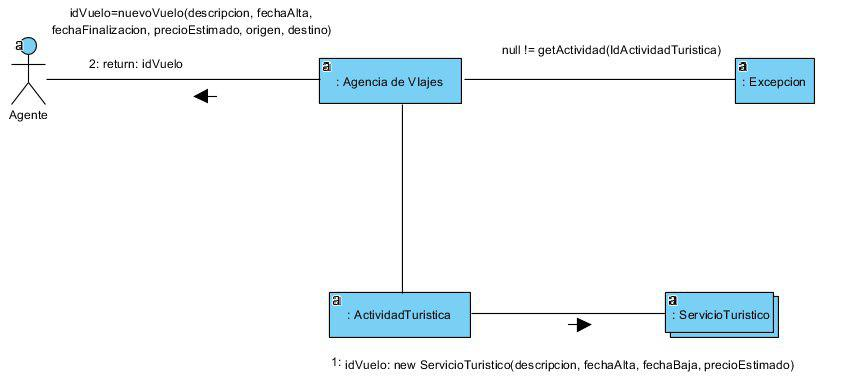 idVuelo=nuevoVuelo(descripcion, fechaAlta,
fechaFinalizacion, precioEstimado, origen, destino)
a
2: return: idVuelo
Agente
a
: Agencia de VIajes
null != getActividad(IdActividadTuristica)
a
: Excepcion
a
: ActividadTuristica
a
: ServicioTuristico
1: idVuelo: new ServicioTuristico(descripcion, fechaAlta, fechaBaja, precioEstimado)